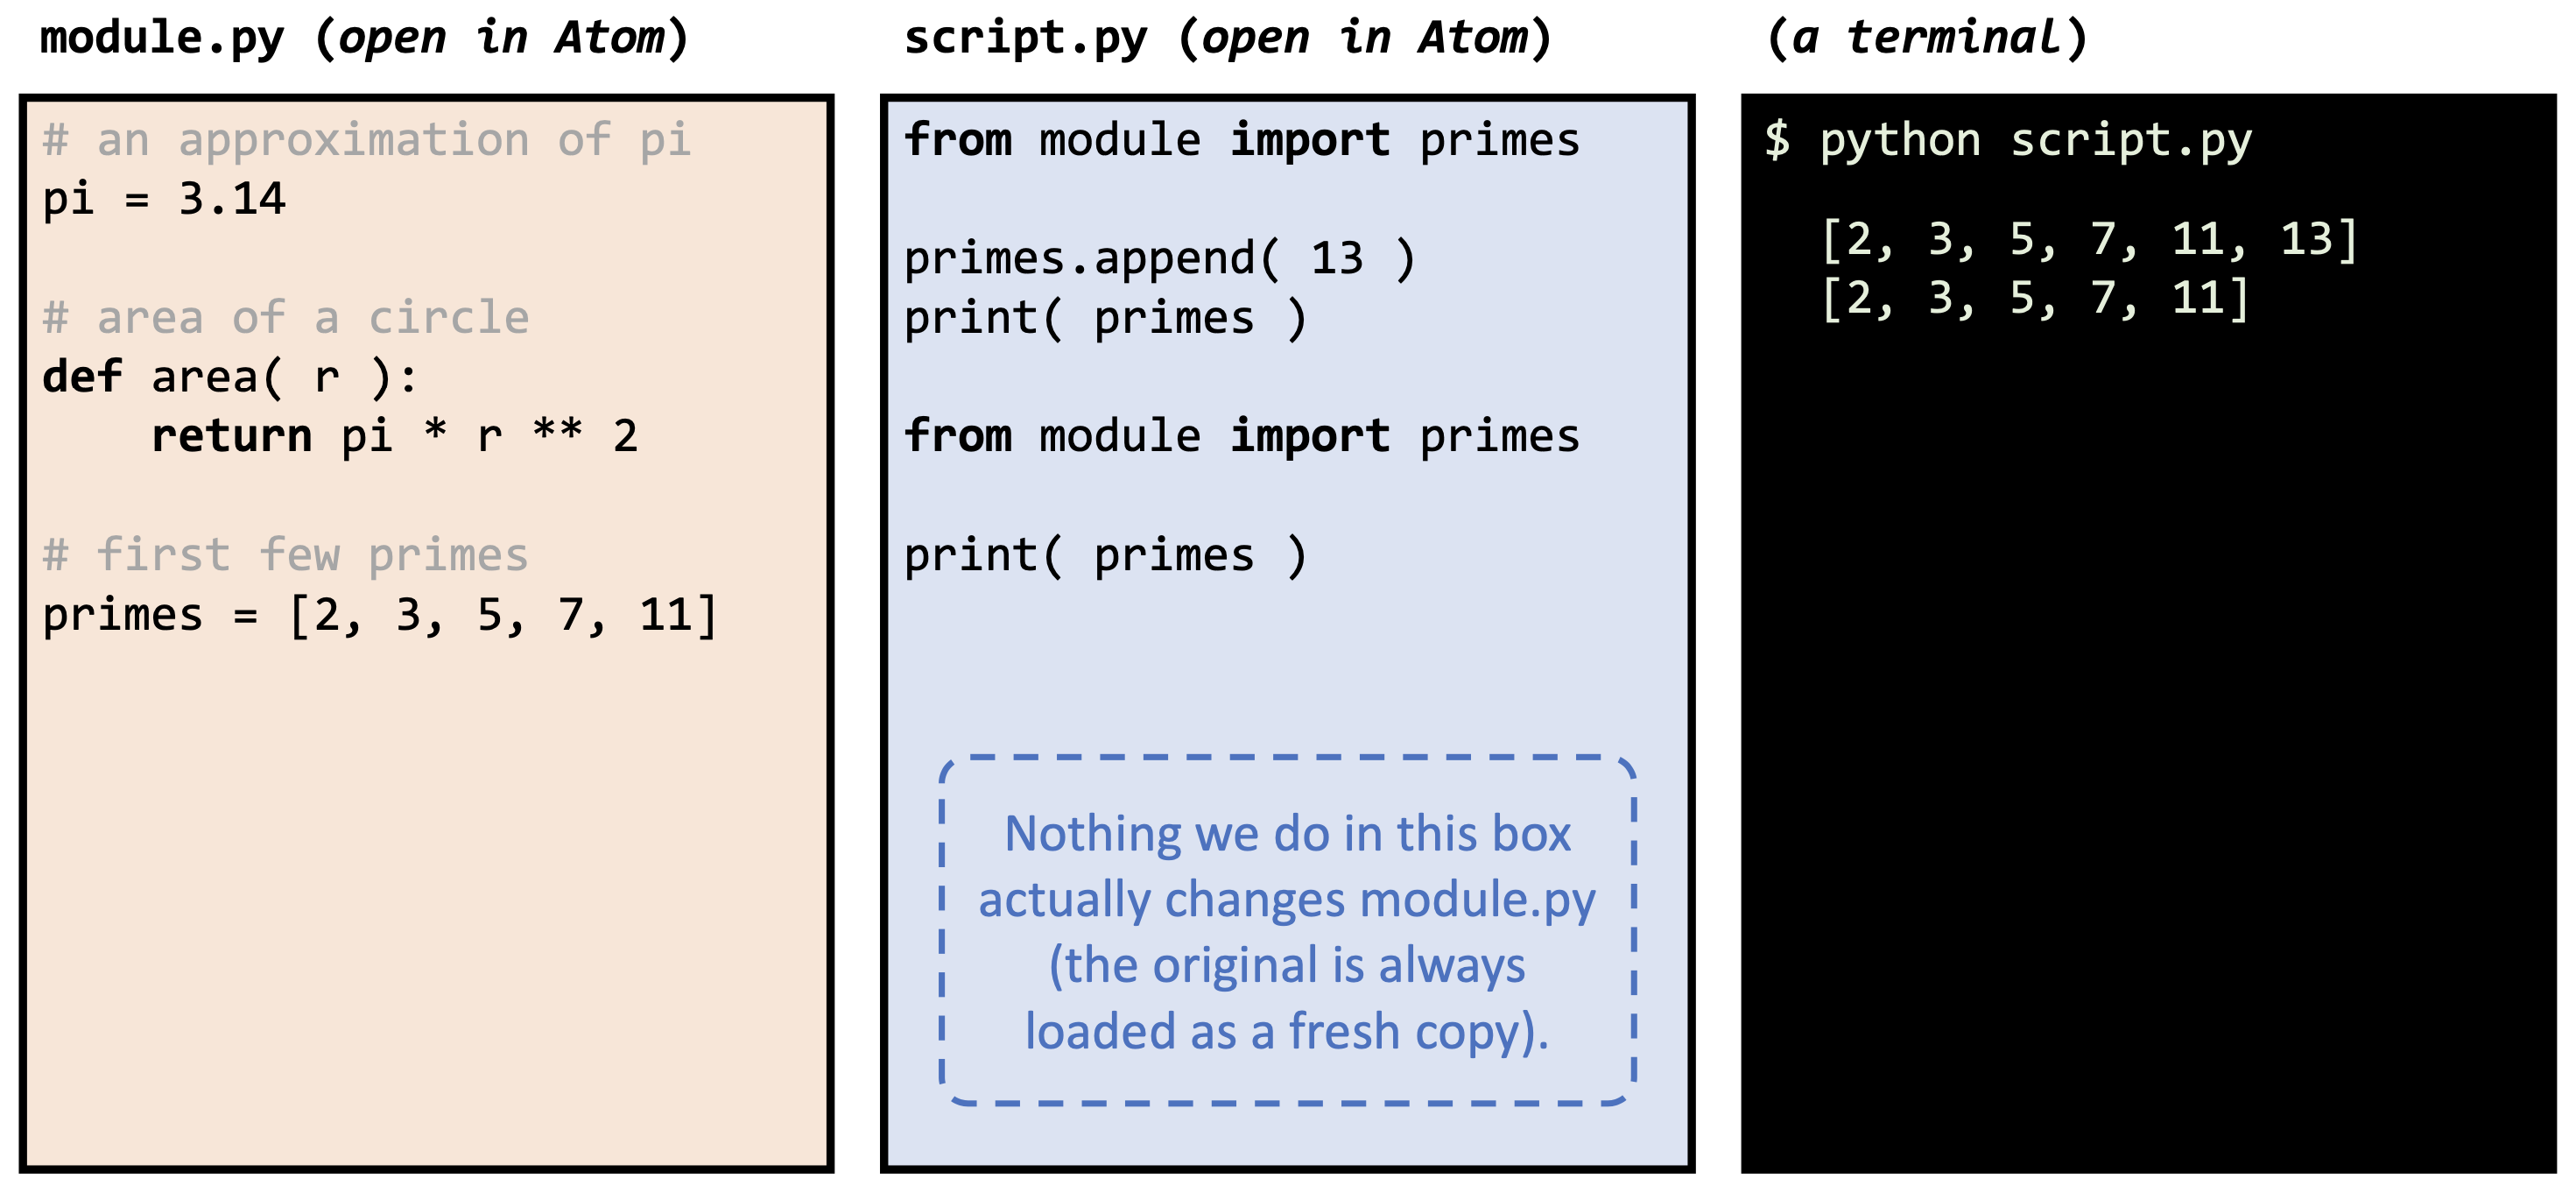 module.py (open in Atom)
# an approximation of pi
pi = 3.14
# area of a circle
def area( r ):
    return pi * r ** 2
# first few primes
primes = [2, 3, 5, 7, 11]
script.py (open in Atom)
from module import primes
primes.append( 13 )
print( primes )
from module import primes
print( primes )
Nothing we do in this box
actually changes module.py
(the original is always
loaded as a fresh copy).
(a terminal)
$ python script.py
[2, 3, 5, 7, 11, 13]
[2, 3, 5, 7, 11]